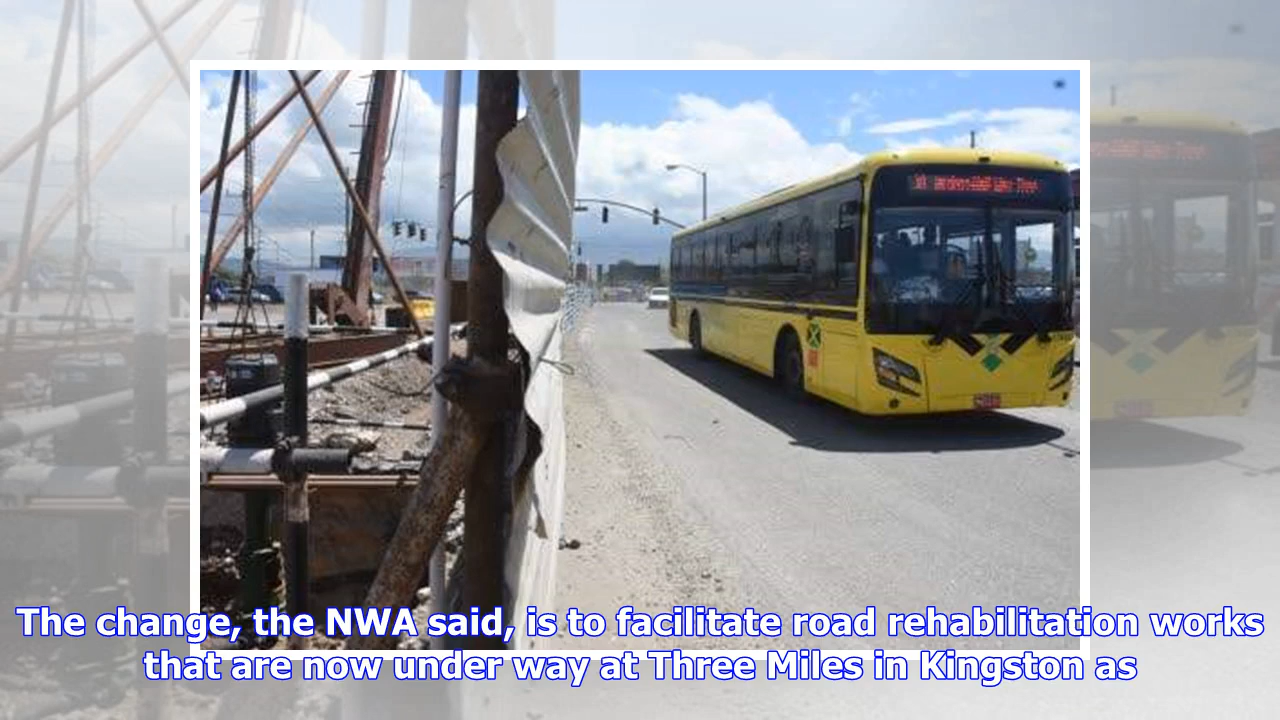 The change, the NWA said, is to facilitate road rehabilitation works
that are now under way at Three Miles in Kingston as